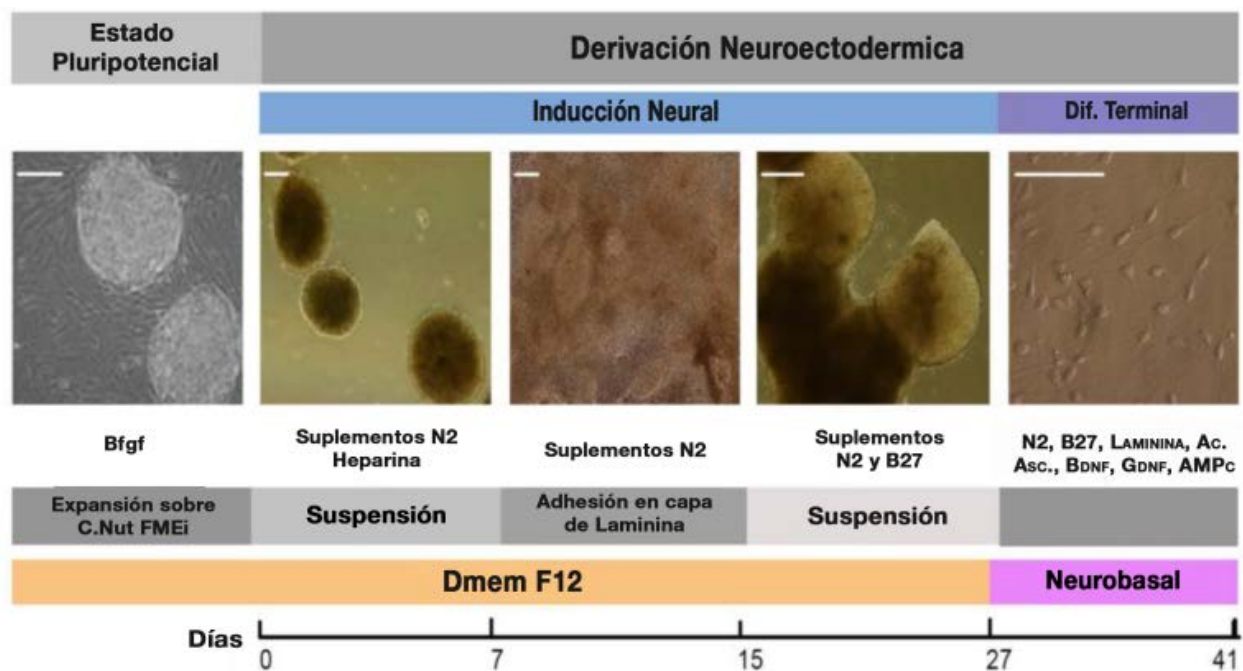 Estado
Pluripotencial
Derivación Neuroectodermica
Inducción Neural
Dif. Terminal
Bfgf
Suplementos N2
Heparina
Suplementos N2
Suplementos
N2 y B27
N2, B27, LAMININA, AC.
ASC., BDNF, GDNF, AMPC
Expansión sobre
C.Nut FMEi
Suspensión
Adhesión en capa
de Laminina
Suspensión
Dmem F12
Neurobasal
Días
0
7
15
27
41